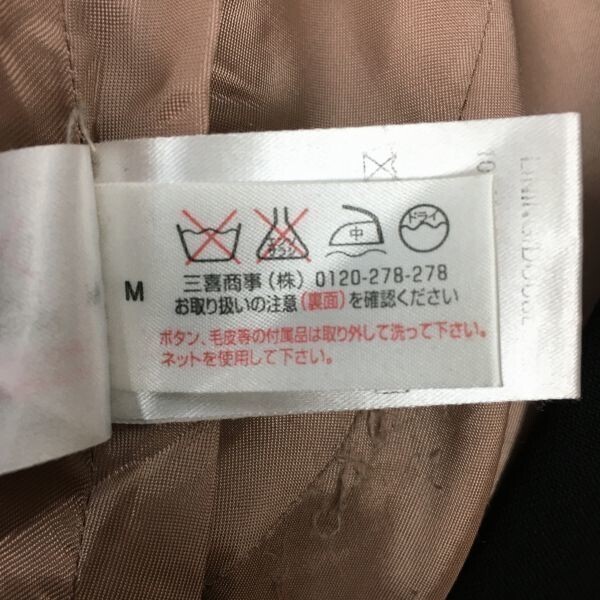 エンソ
サラシ
中
ドライ
M
三喜商事(株) 0120-278-278
お取り扱いの注意(裏面)を確認ください
ボタン、毛皮等の付属品は取り外して洗って下さい。
ネットを使用して下さい。